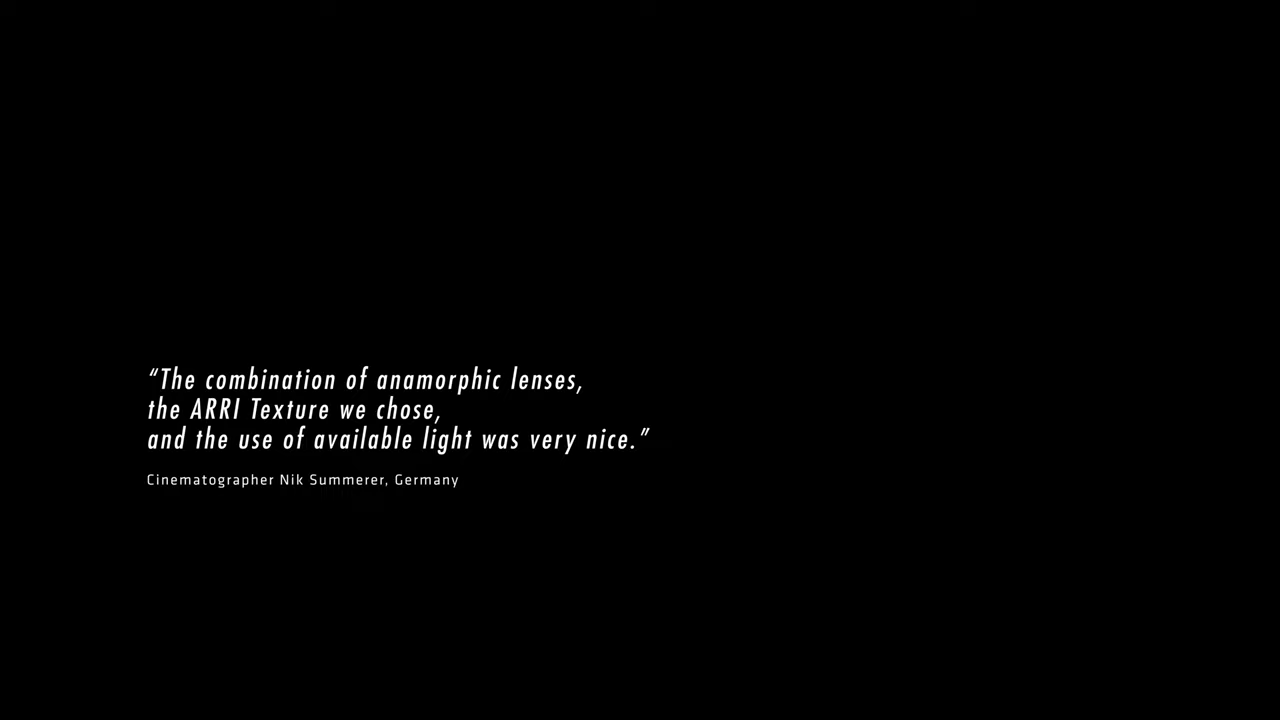 “The combination of anamorphic lenses,
the ARRI Texture we chose,
and the use of available light was very nice.”
Cinematographer Nik Summerer, Germany